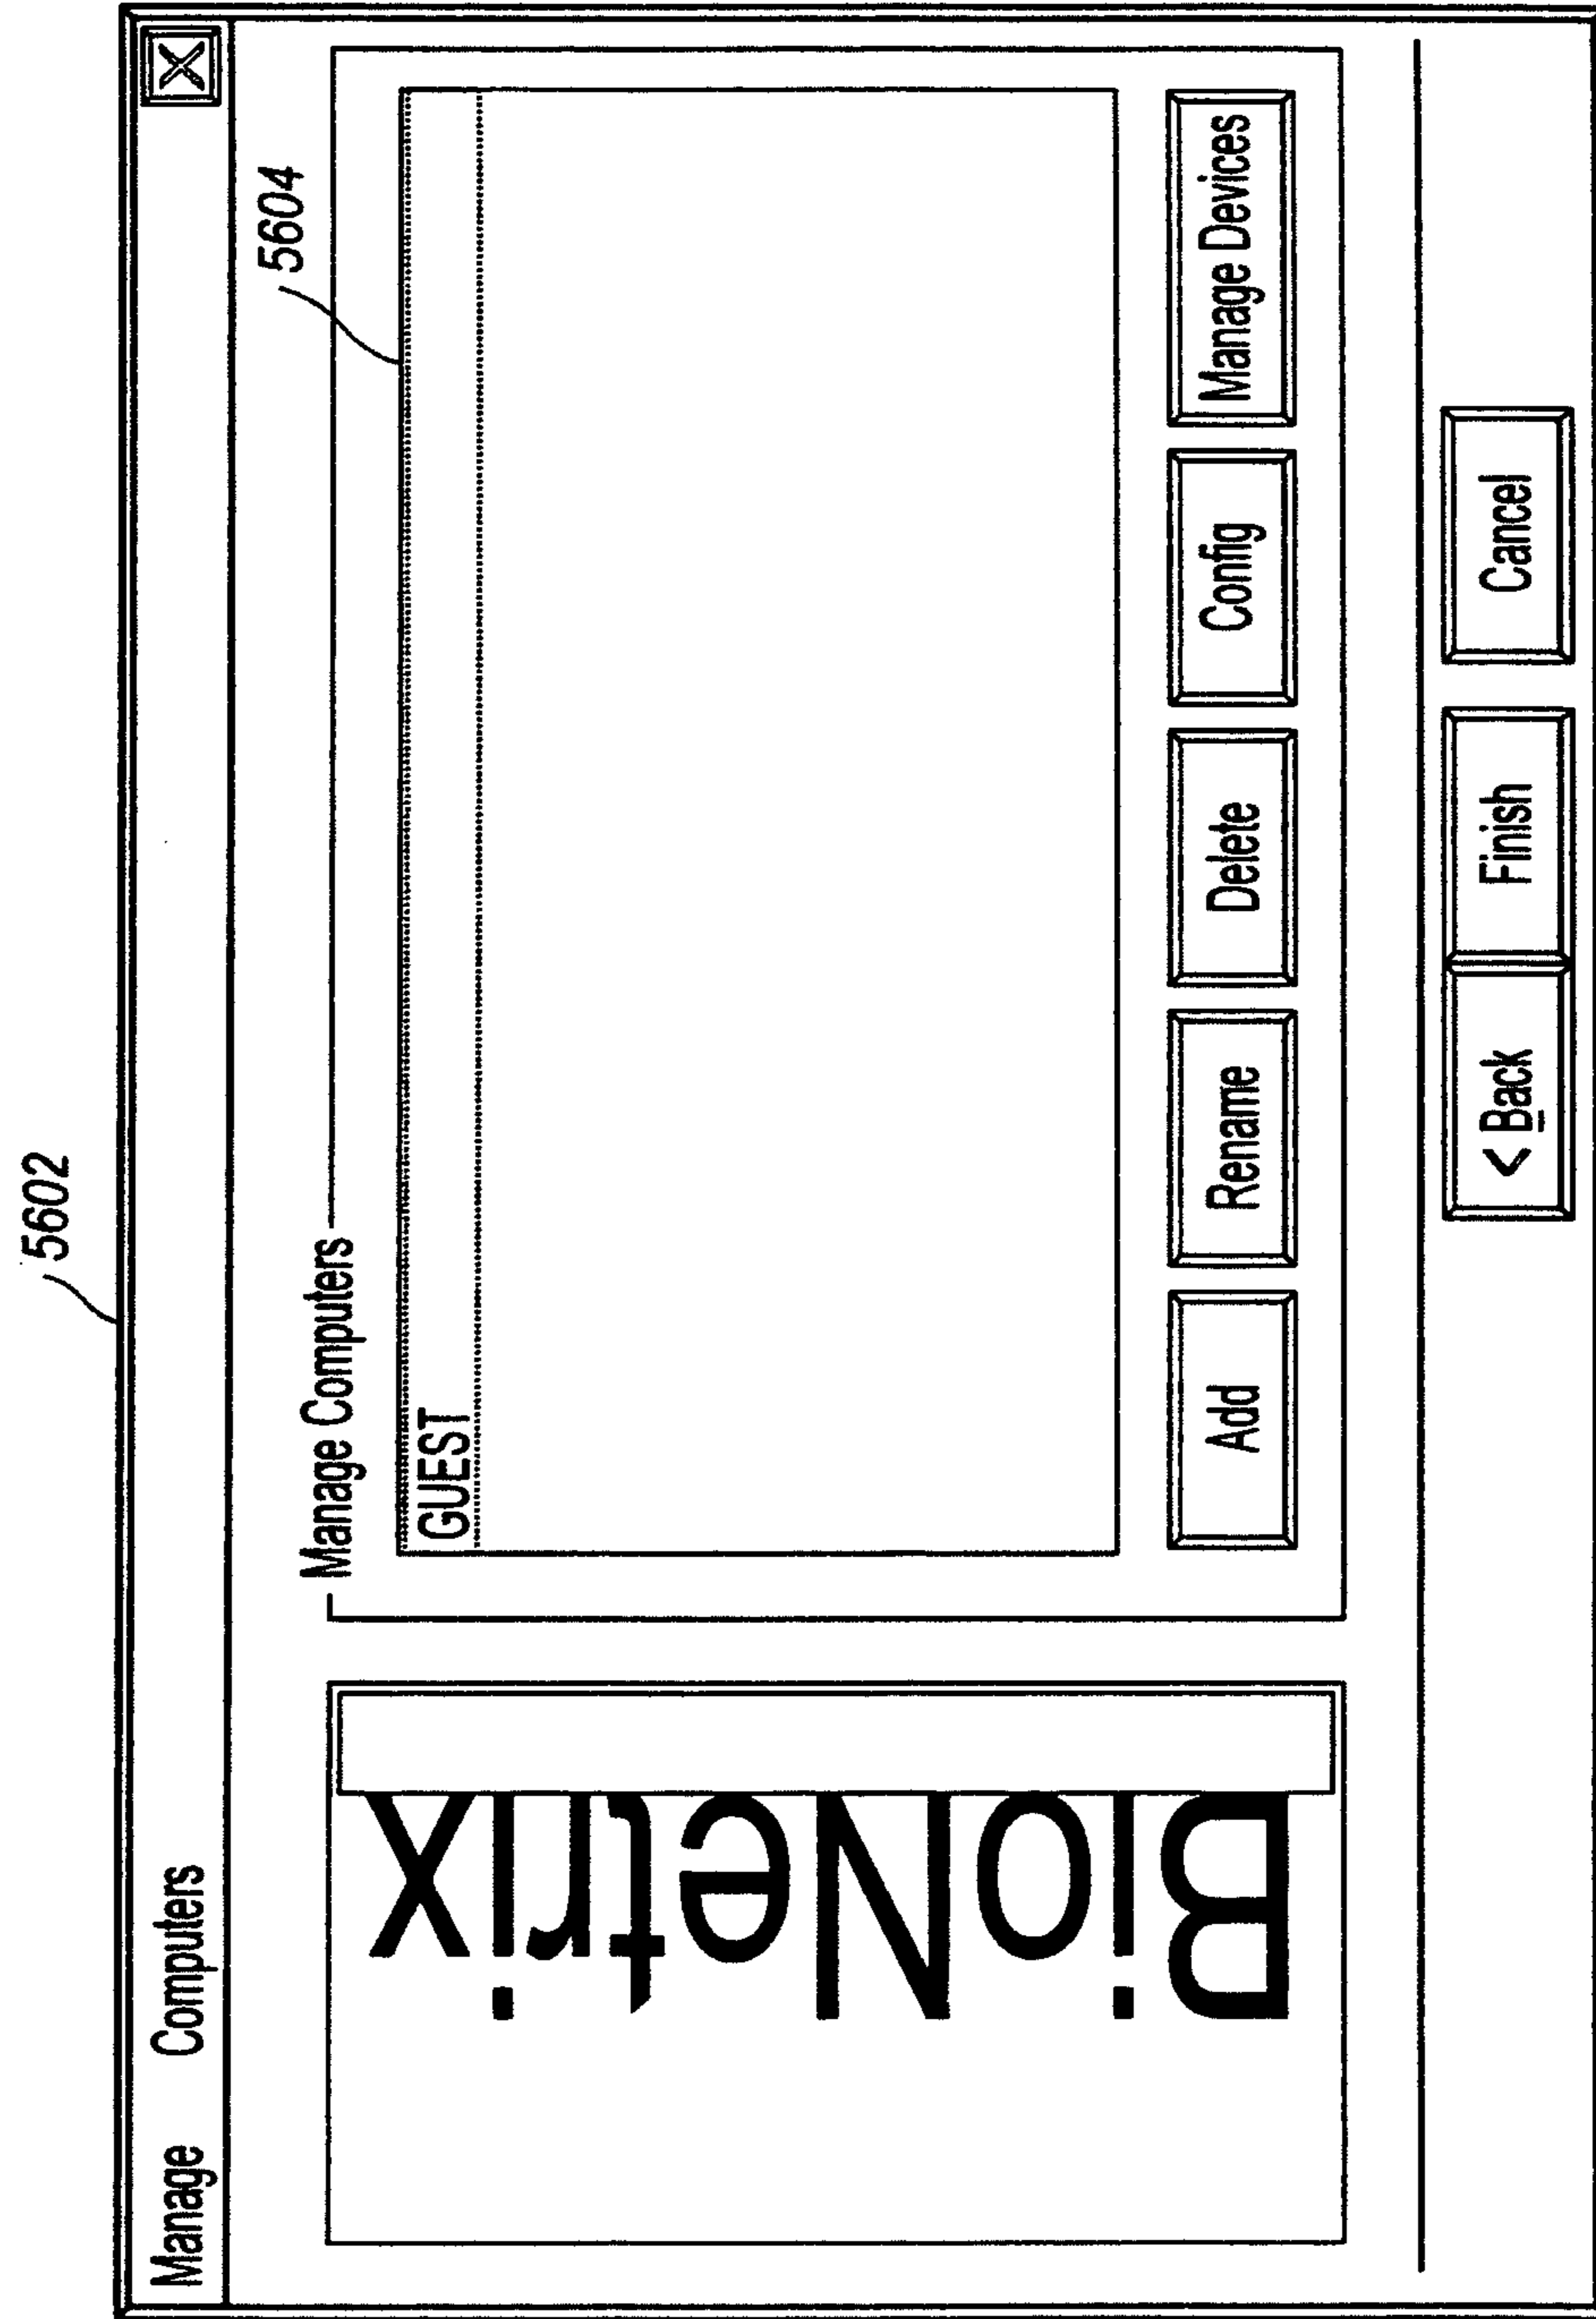 5602
Manage Computers
5604
Manage Computers
GUEST
BioNetrix
Add Rename Delete Config Manage Devices
< Back Finish Cancel